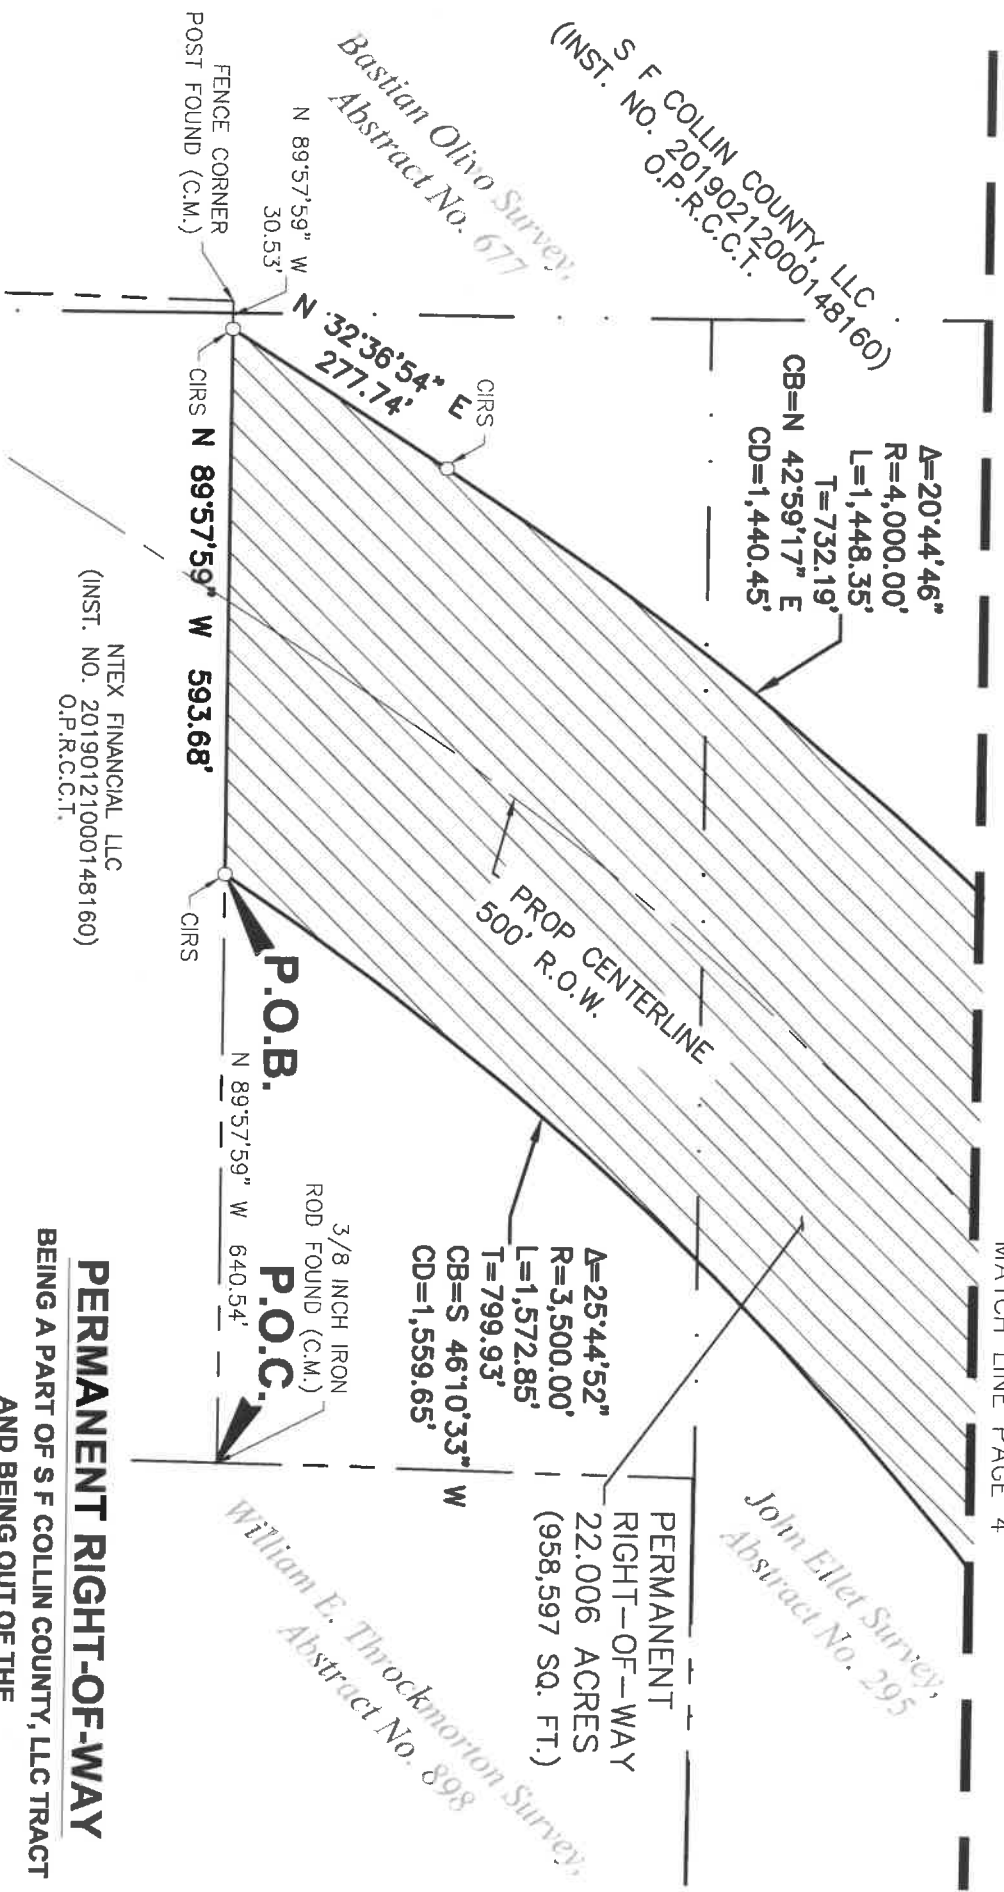 MATCH LINE PAGE 4
S F COLLIN COUNTY, LLC
(INST. NO. 20190212000148160)
O.P.R.C.C.T.
Bastian Olivo Survey,
Abstract No. 677
Δ=20°44'46"
R=4,000.00'
L=1,448.35'
T=732.19'
CB=N 42°59'17" E
CD=1,440.45'
CIRS
N 32°36'54" E
277.74'
N 89°57'59" W
30.53'
FENCE CORNER
POST FOUND (C.M.)
CIRS
N 89°57'59" W 593.68'
NTEX FINANCIAL LLC
(INST. NO. 20190121000148160)
O.P.R.C.C.T.
PROP CENTERLINE
500' R.O.W.
CIRS
P.O.B.
N 89°57'59" W 640.54'
3/8 INCH IRON
ROD FOUND (C.M.)
P.O.C.
Δ=25°44'52"
R=3,500.00'
L=1,572.85'
T=799.93'
CB=S 46°10'33" W
CD=1,559.65'
John Ellet Survey,
Abstract No. 295
PERMANENT
RIGHT-OF-WAY
22.006 ACRES
(958,597 SQ. FT.)
William E. Throckmorton Survey,
Abstract No. 898
PERMANENT RIGHT-OF-WAY
BEING A PART OF S F COLLIN COUNTY, LLC TRACT
AND BEING OUT OF THE